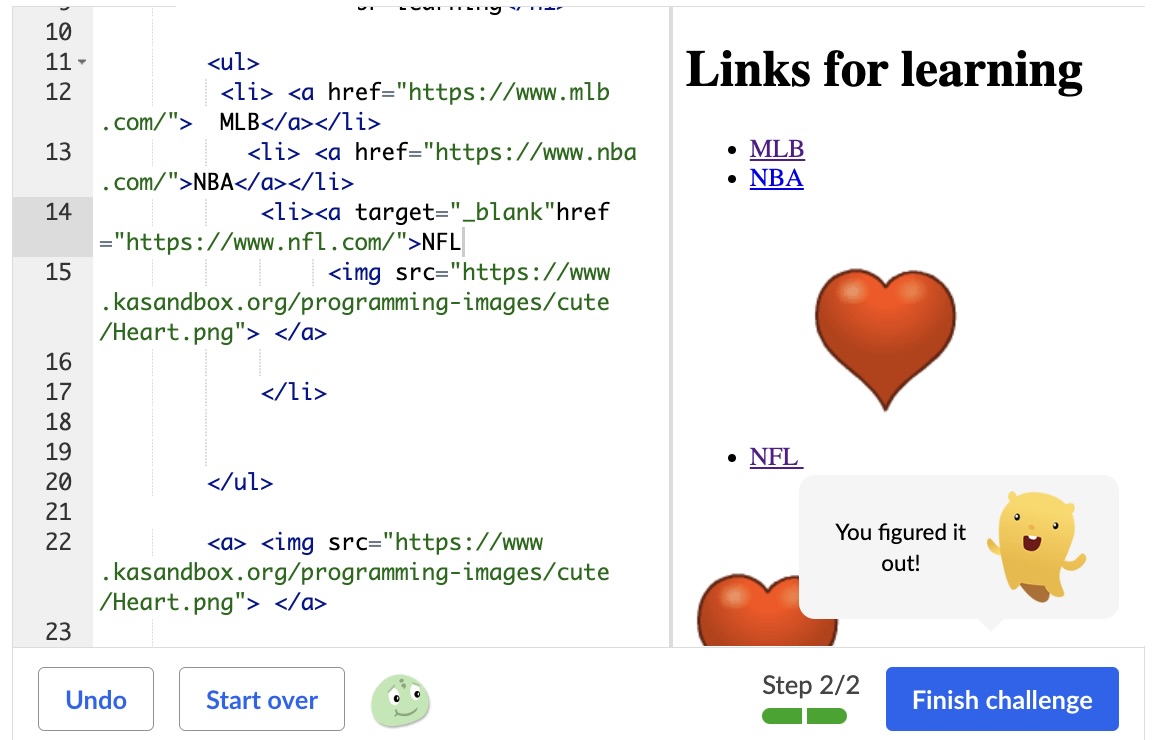 10
11 <ul>
12 <li> <a href="https://www.mlb
.com/">  MLB</a></li>
13 <li> <a href="https://www.nba
.com/">NBA</a></li>
14 <li><a target="_blank"href
="https://www.nfl.com/">NFL
15 <img src="https://www
.kasandbox.org/programming-images/cute
/Heart.png"> </a>
16
17 </li>
18
19
20 </ul>
21
22 <a> <img src="https://www
.kasandbox.org/programming-images/cute
/Heart.png"> </a>
23
Links for learning
MLB
NBA
NFL
You figured it
out!
Undo
Start over
Step 2/2
Finish challenge